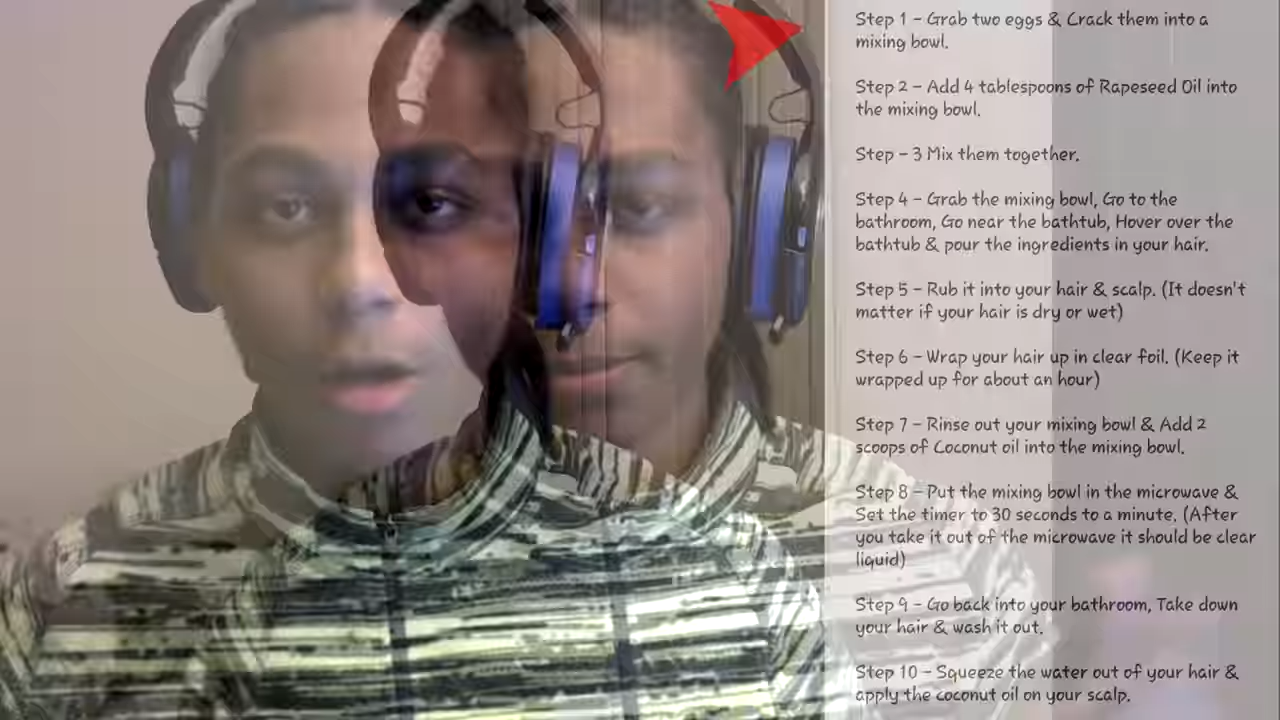 Step 1 - Grab two eggs & Crack them into a
mixing bowl.
Step 2 - Add 4 tablespoons of Rapeseed Oil into
the mixing bowl.
Step - 3 Mix them together.
Step 4 - Grab the mixing bowl, Go to the
bathroom, Go near the bathtub, Hover over the
bathtub & pour the ingredients in your hair.
Step 5 - Rub it into your hair & scalp. (It doesn't
matter if your hair is dry or wet)
Step 6 - Wrap your hair up in clear foil. (Keep it
wrapped up for about an hour)
Step 7 - Rinse out your mixing bowl & Add 2
scoops of Coconut oil into the mixing bowl.
Step 8 - Put the mixing bowl in the microwave &
Set the timer to 30 seconds to a minute. (After
you take it out of the microwave it should be clear
liquid)
Step 9 - Go back into your bathroom, Take down
your hair & wash it out.
Step 10 - Squeeze the water out of your hair &
apply the coconut oil on your scalp.